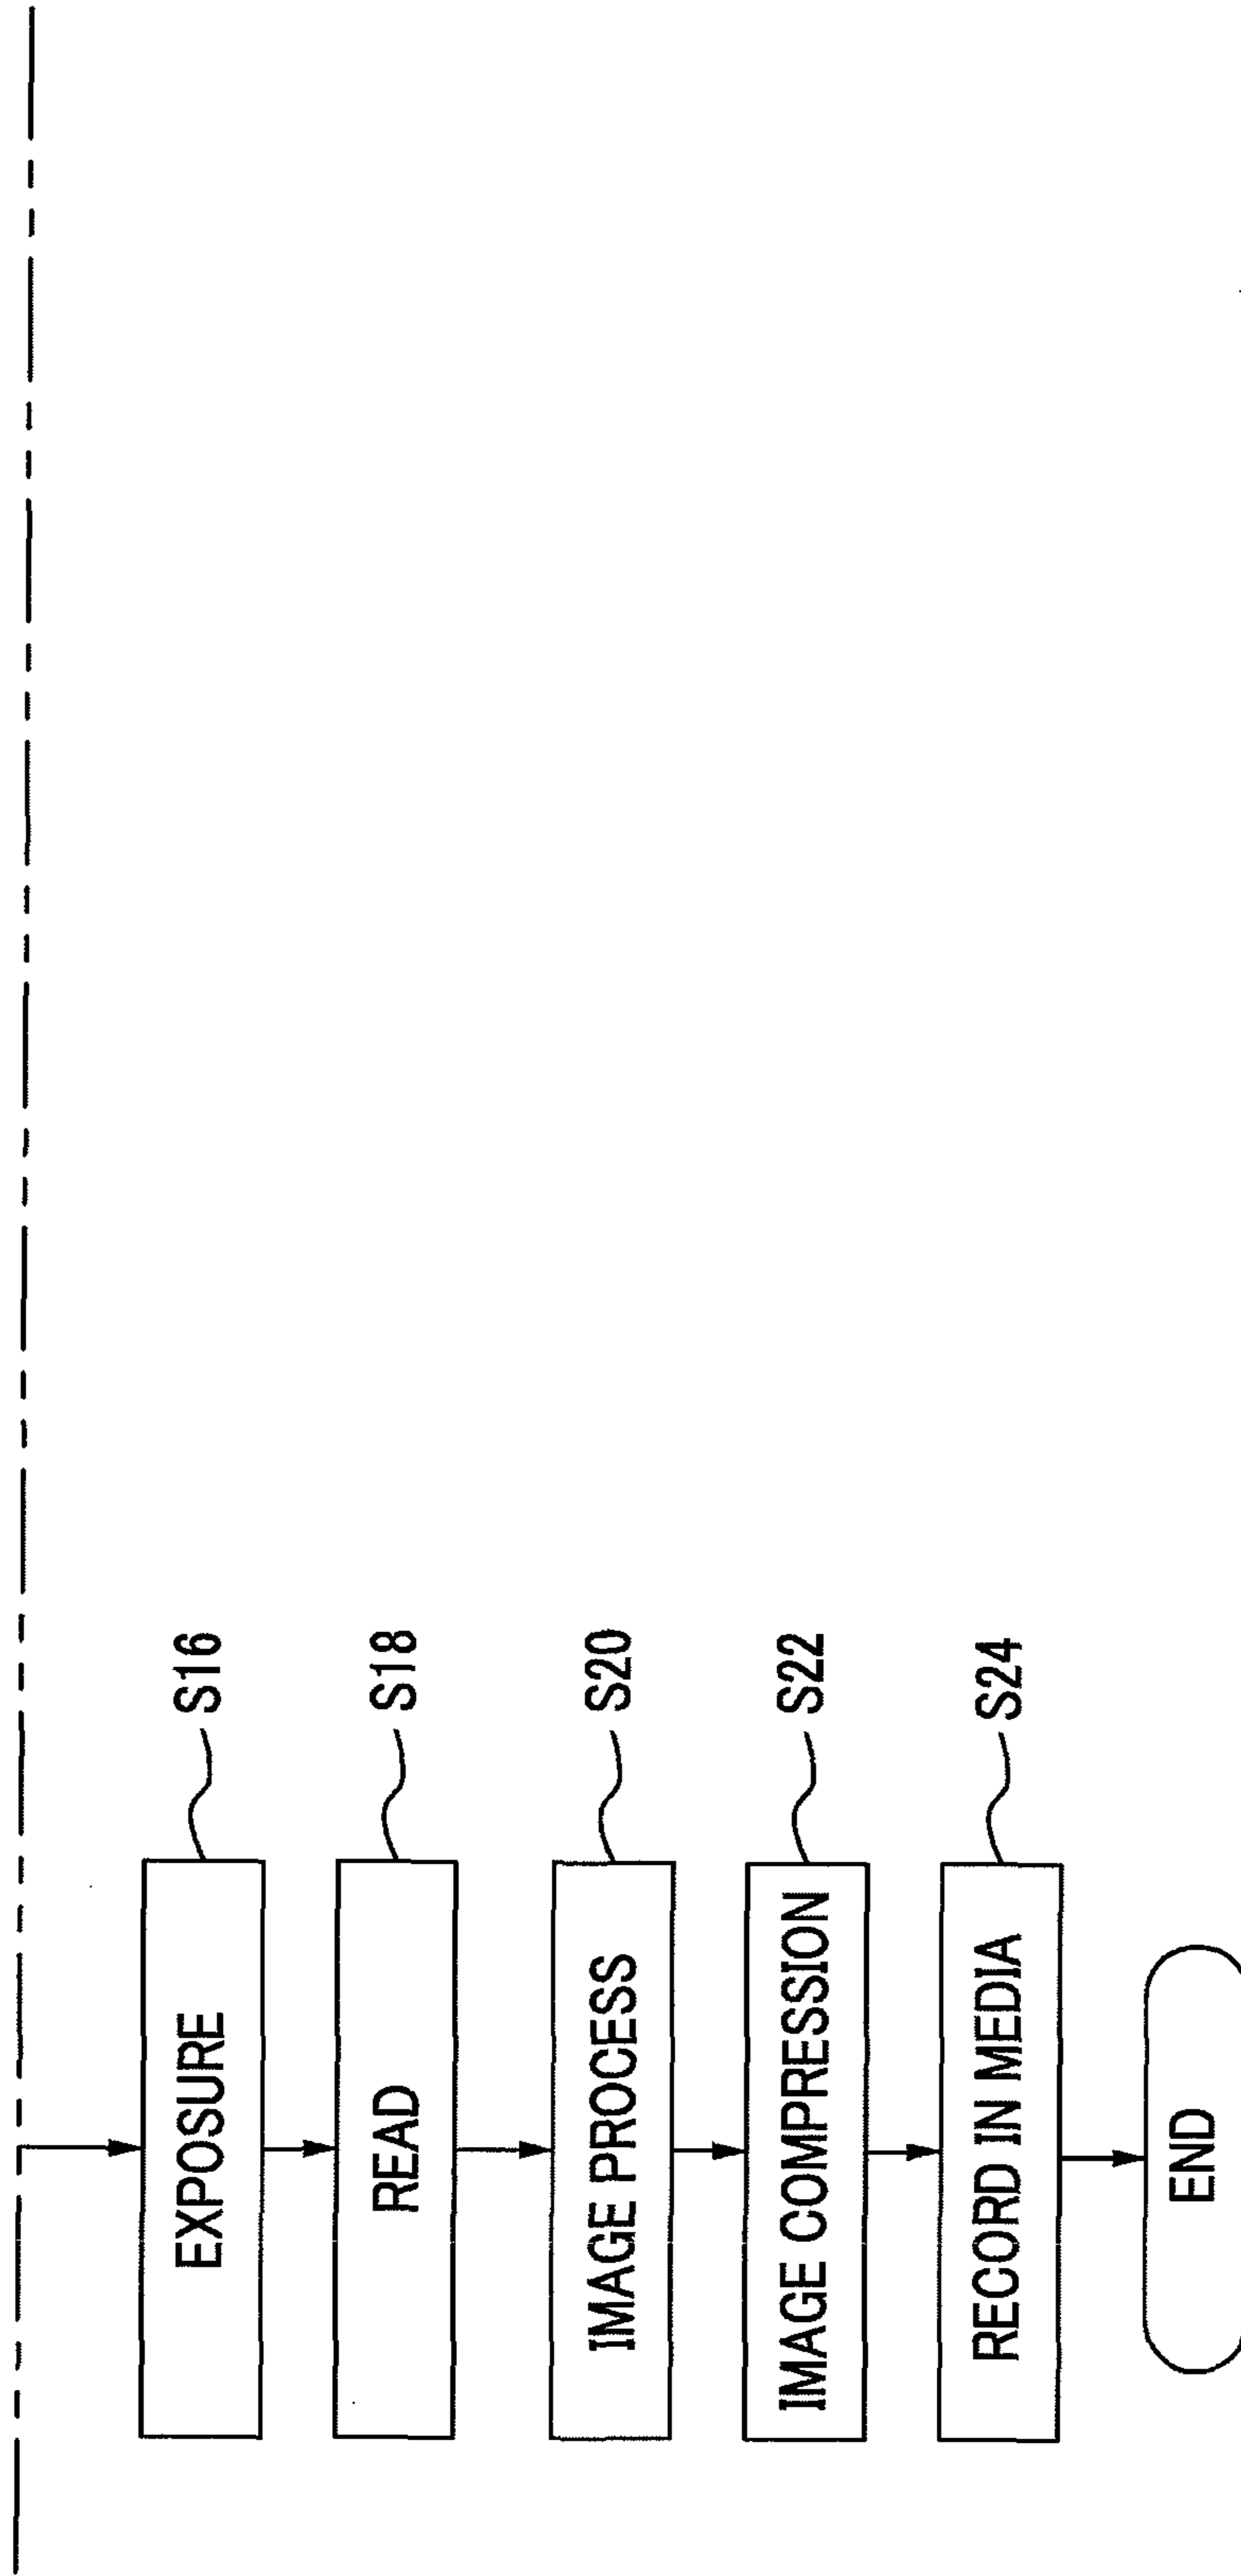 EXPOSURE S16
READ S18
IMAGE PROCESS S20
IMAGE COMPRESSION S22
RECORD IN MEDIA S24
END